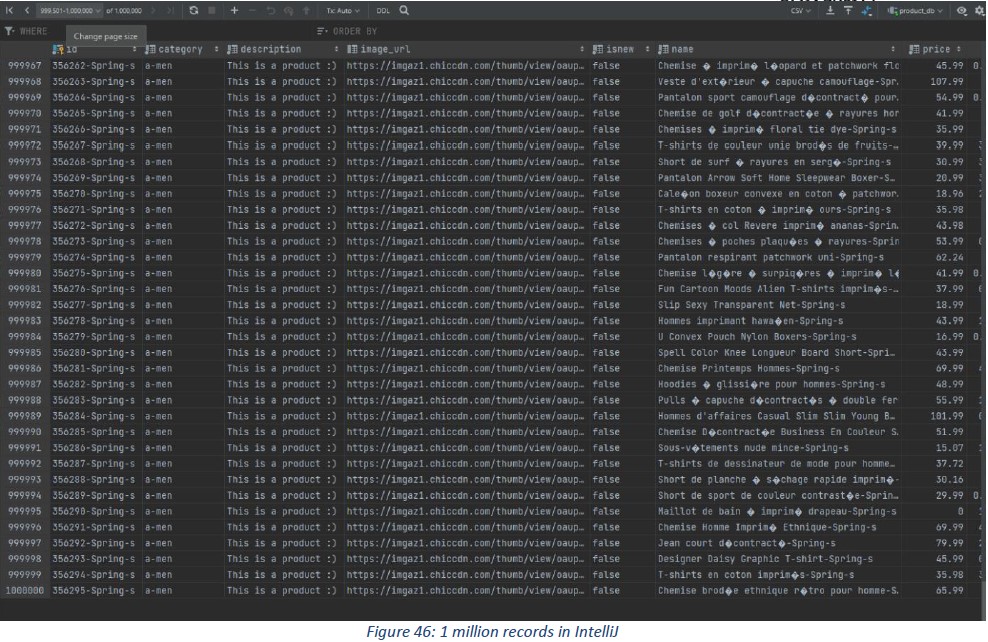 999,501-1,000,000 of 1,000,000 Tx: Auto DDL CSV product_db
WHERE ORDER BY
Change page size
id category description image_url isnew name price
999967 356262-Spring-s a-men This is a product :) https://imgaz1.chiccdn.com/thumb/view/oaup… false Chemise � imprim� l�opard et patchwork flo 45.99
999968 356263-Spring-s a-men This is a product :) https://imgaz1.chiccdn.com/thumb/view/oaup… false Veste d'ext�rieur � capuche camouflage-Spr. 107.99
999969 356264-Spring-s a-men This is a product :) https://imgaz1.chiccdn.com/thumb/view/oaup… false Pantalon sport camouflage d�contract� pour. 54.99
999970 356265-Spring-s a-men This is a product :) https://imgaz1.chiccdn.com/thumb/view/oaup… false Chemise de golf d�contract�e � rayures hor 41.99
999971 356266-Spring-s a-men This is a product :) https://imgaz1.chiccdn.com/thumb/view/oaup… false Chemises � imprim� floral tie dye-Spring-s 35.99
999972 356267-Spring-s a-men This is a product :) https://imgaz1.chiccdn.com/thumb/view/oaup… false T-shirts de couleur unie brod�s de fruits-… 39.99
999973 356268-Spring-s a-men This is a product :) https://imgaz1.chiccdn.com/thumb/view/oaup… false Short de surf � rayures en serg�-Spring-s 30.99
999974 356269-Spring-s a-men This is a product :) https://imgaz1.chiccdn.com/thumb/view/oaup… false Pantalon Arrow Soft Home Sleepwear Boxer-S… 20.99
999975 356270-Spring-s a-men This is a product :) https://imgaz1.chiccdn.com/thumb/view/oaup… false Cale�on boxeur convexe en coton � patchwor. 18.96
999976 356271-Spring-s a-men This is a product :) https://imgaz1.chiccdn.com/thumb/view/oaup… false T-shirts en coton � imprim� ours-Spring-s 35.98
999977 356272-Spring-s a-men This is a product :) https://imgaz1.chiccdn.com/thumb/view/oaup… false Chemises � col Revere imprim� ananas-Sprin. 43.98
999978 356273-Spring-s a-men This is a product :) https://imgaz1.chiccdn.com/thumb/view/oaup… false Chemises � poches plaqu�es � rayures-Sprin 53.99
999979 356274-Spring-s a-men This is a product :) https://imgaz1.chiccdn.com/thumb/view/oaup… false Pantalon respirant patchwork uni-Spring-s 62.24
999980 356275-Spring-s a-men This is a product :) https://imgaz1.chiccdn.com/thumb/view/oaup… false Chemise l�g�re � surpiq�res � imprim� l� 41.99
999981 356276-Spring-s a-men This is a product :) https://imgaz1.chiccdn.com/thumb/view/oaup… false Fun Cartoon Moods Alien T-shirts imprim�s-… 37.99
999982 356277-Spring-s a-men This is a product :) https://imgaz1.chiccdn.com/thumb/view/oaup… false Slip Sexy Transparent Net-Spring-s 18.99
999983 356278-Spring-s a-men This is a product :) https://imgaz1.chiccdn.com/thumb/view/oaup… false Hommes imprimant hawa�en-Spring-s 43.99
999984 356279-Spring-s a-men This is a product :) https://imgaz1.chiccdn.com/thumb/view/oaup… false U Convex Pouch Nylon Boxers-Spring-s 16.99
999985 356280-Spring-s a-men This is a product :) https://imgaz1.chiccdn.com/thumb/view/oaup… false Spell Color Knee Longueur Board Short-Spri… 43.99
999986 356281-Spring-s a-men This is a product :) https://imgaz1.chiccdn.com/thumb/view/oaup… false Chemise Printemps Hommes-Spring-s 69.99
999987 356282-Spring-s a-men This is a product :) https://imgaz1.chiccdn.com/thumb/view/oaup… false Hoodies � glissi�re pour hommes-Spring-s 48.99
999988 356283-Spring-s a-men This is a product :) https://imgaz1.chiccdn.com/thumb/view/oaup… false Pulls � capuche d�contract�s � double fer 55.99
999989 356284-Spring-s a-men This is a product :) https://imgaz1.chiccdn.com/thumb/view/oaup… false Hommes d'affaires Casual Slim Slim Young B… 101.99
999990 356285-Spring-s a-men This is a product :) https://imgaz1.chiccdn.com/thumb/view/oaup… false Chemise D�contract�e Business En Couleur S. 51.99
999991 356286-Spring-s a-men This is a product :) https://imgaz1.chiccdn.com/thumb/view/oaup… false Sous-v�tements nude mince-Spring-s 15.07
999992 356287-Spring-s a-men This is a product :) https://imgaz1.chiccdn.com/thumb/view/oaup… false T-shirts de dessinateur de mode pour homme… 37.72
999993 356288-Spring-s a-men This is a product :) https://imgaz1.chiccdn.com/thumb/view/oaup… false Short de planche � s�chage rapide imprim�- 30.16
999994 356289-Spring-s a-men This is a product :) https://imgaz1.chiccdn.com/thumb/view/oaup… false Short de sport de couleur contrast�e-Sprin… 29.99
999995 356290-Spring-s a-men This is a product :) https://imgaz1.chiccdn.com/thumb/view/oaup… false Maillot de bain � imprim� drapeau-Spring-s 0
999996 356291-Spring-s a-men This is a product :) https://imgaz1.chiccdn.com/thumb/view/oaup… false Chemise Homme Imprim� Ethnique-Spring-s 69.99
999997 356292-Spring-s a-men This is a product :) https://imgaz1.chiccdn.com/thumb/view/oaup… false Jean court d�contract�-Spring-s 79.99
999998 356293-Spring-s a-men This is a product :) https://imgaz1.chiccdn.com/thumb/view/oaup… false Designer Daisy Graphic T-shirt-Spring-s 45.99
999999 356294-Spring-s a-men This is a product :) https://imgaz1.chiccdn.com/thumb/view/oaup… false T-shirts en coton imprim�s-Spring-s 35.98
1000000 356295-Spring-s a-men This is a product :) https://imgaz1.chiccdn.com/thumb/view/oaup… false Chemise brod�e ethnique r�tro pour homme-S. 65.99
Figure 46: 1 million records in IntelliJ